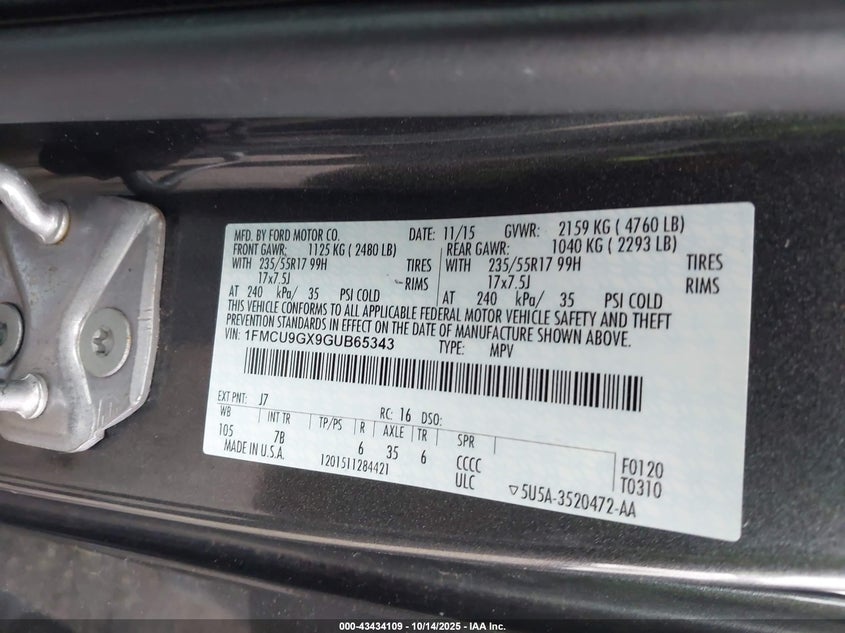 MFD. BY FORD MOTOR CO. DATE: 11/15 GVWR: 2159 KG ( 4760 LB)
FRONT GAWR: 1125 KG ( 2480 LB) REAR GAWR: 1040 KG ( 2293 LB)
WITH 235/55R17 99H TIRES WITH 235/55R17 99H TIRES
17x7.5J RIMS 17x7.5J RIMS
AT 240 kPa/ 35 PSI COLD AT 240 kPa/ 35 PSI COLD
THIS VEHICLE CONFORMS TO ALL APPLICABLE FEDERAL MOTOR VEHICLE SAFETY AND THEFT
PREVENTION STANDARDS IN EFFECT ON THE DATE OF MANUFACTURE SHOWN ABOVE.
VIN: 1FMCU9GX9GUB65343 TYPE: MPV
EXT PNT: J7 RC: 16 DSO:
WB INT TR TP/PS R AXLE TR SPR
105 7B 6 35 6 CCCC F0120
MADE IN U.S.A. 1201511284421 ULC T0310
▽5U5A-3520472-AA
000-43434109 - 10/14/2025 - IAA Inc.